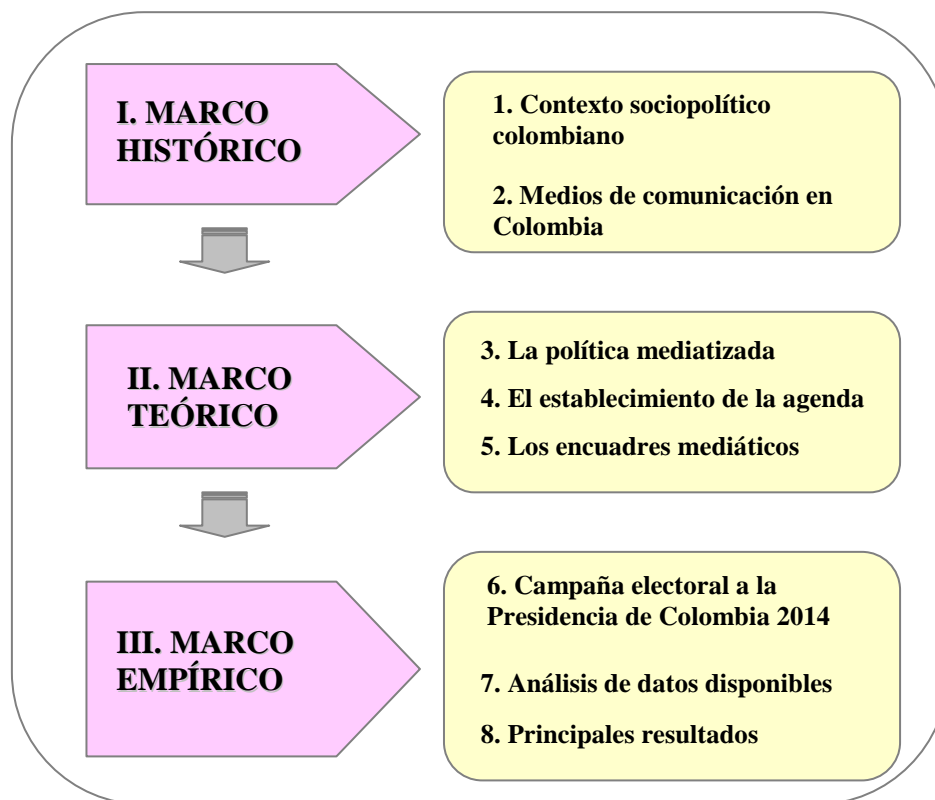 I. MARCO
HISTÓRICO
1. Contexto sociopolítico
colombiano
2. Medios de comunicación en
Colombia
II. MARCO
TEÓRICO
3. La política mediatizada
4. El establecimiento de la agenda
5. Los encuadres mediáticos
III. MARCO
EMPÍRICO
6. Campaña electoral a la
Presidencia de Colombia 2014
7. Análisis de datos disponibles
8. Principales resultados